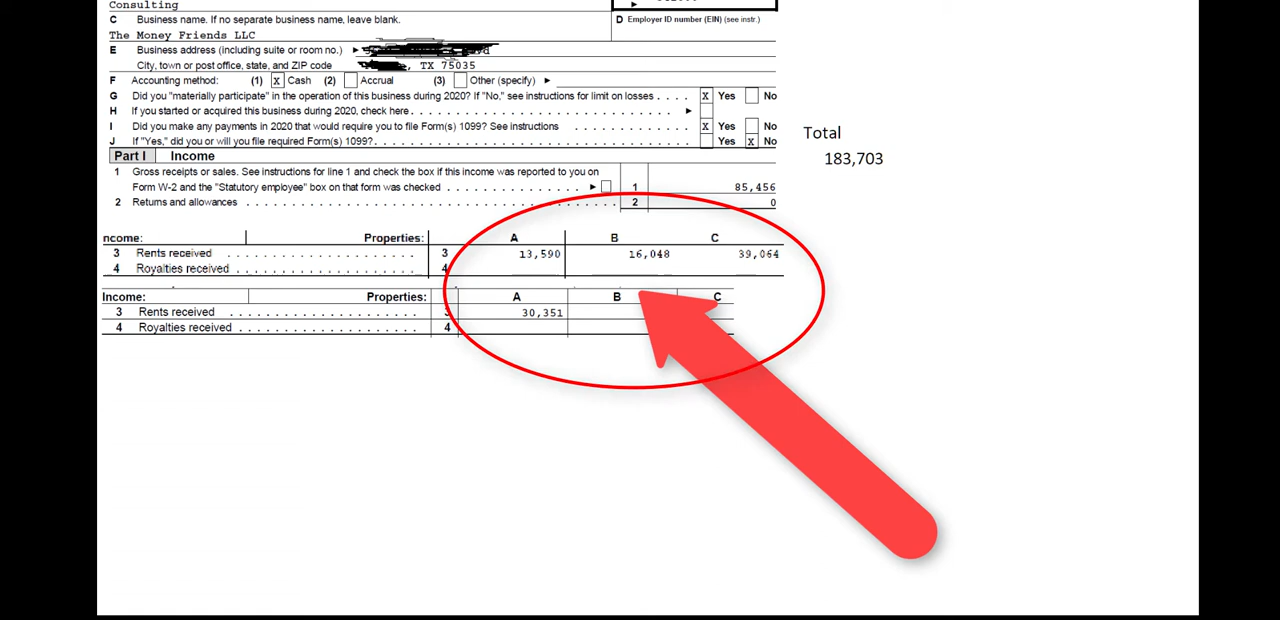 Consulting
C Business name. If no separate business name, leave blank.
D Employer ID number (EIN) (see instr.)
The Money Friends LLC
E Business address (including suite or room no.)
City, town or post office, state, and ZIP code , TX 75035
F Accounting method: (1) X Cash (2) Accrual (3) Other (specify)
G Did you "materially participate" in the operation of this business during 2020? If "No," see instructions for limit on losses . . . . X Yes No
H If you started or acquired this business during 2020, check here
I Did you make any payments in 2020 that would require you to file Form(s) 1099? See instructions X Yes No
J If "Yes," did you or will you file required Form(s) 1099? Yes X No
Total
183,703
Part I Income
1 Gross receipts or sales. See instructions for line 1 and check the box if this income was reported to you on
Form W-2 and the "Statutory employee" box on that form was checked 1 85,456
2 Returns and allowances 2 0
ncome: Properties: A B C
3 Rents received 3 13,590 16,048 39,064
4 Royalties received 4
Income: Properties: A B C
3 Rents received 3 30,351
4 Royalties received 4